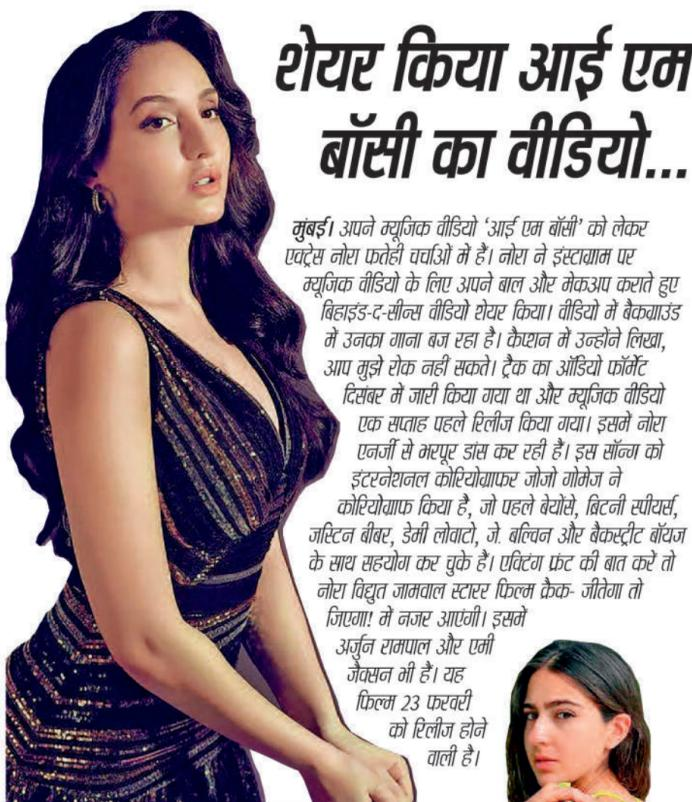 शेयर किया आई एम
बॉसी का वीडियो...
मुंबई। अपने म्यूजिक वीडियो ‘आई एम बॉसी’ को लेकर
एक्ट्रेस नोरा फतेही चर्चाओं में हैं। नोरा ने इंस्टाग्राम पर
म्यूजिक वीडियो के लिए अपने बाल और मेकअप कराते हुए
बिहाइंड-द-सीन्स वीडियो शेयर किया। वीडियो में बैकग्राउंड
में उनका गाना बज रहा है। कैप्शन में उन्होंने लिखा,
आप मुझे रोक नहीं सकते। ट्रैक का ऑडियो फॉर्मेट
दिसंबर में जारी किया गया था और म्यूजिक वीडियो
एक सप्ताह पहले रिलीज किया गया। इसमें नोरा
एनर्जी से भरपूर डांस कर रही हैं। इस सॉन्ग को
इंटरनेशनल कोरियोग्राफर जोजो गोमेज ने
कोरियोग्राफ किया है, जो पहले बेयोंसे, ब्रिटनी स्पीयर्स,
जस्टिन बीबर, डेमी लोवाटो, जे. बल्विन और बैकस्ट्रीट बॉयज
के साथ सहयोग कर चुके हैं। एक्टिंग फ्रंट की बात करें तो
नोरा विद्युत जामवाल स्टारर फिल्म क्रैक- जीतेगा तो
जिएगा! में नजर आएंगी। इसमें
अर्जुन रामपाल और एमी
जैक्सन भी हैं। यह
फिल्म 23 फरवरी
को रिलीज होने
वाली है।